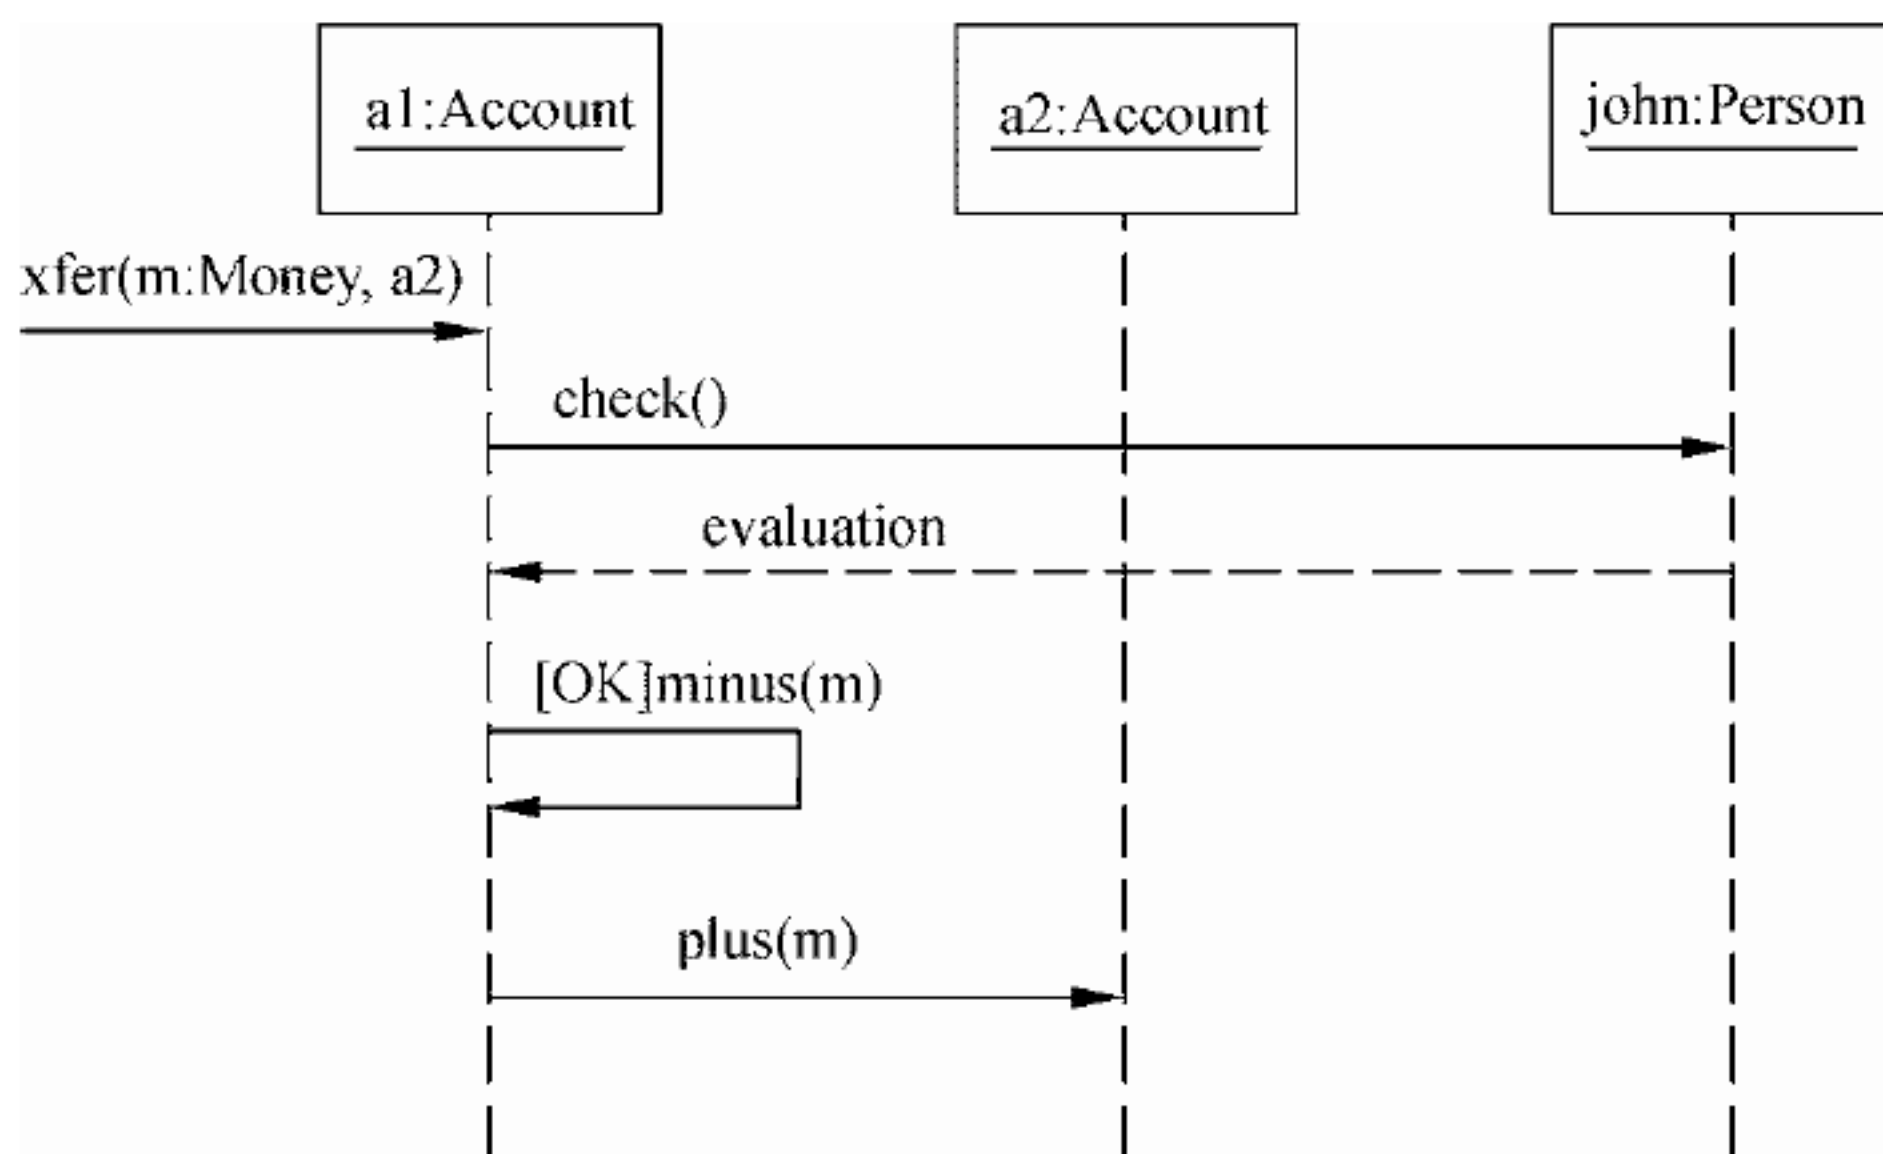 a1:Account
a2:Account
john:Person
xfer(m:Money, a2)
check()
evaluation
[OK]minus(m)
plus(m)